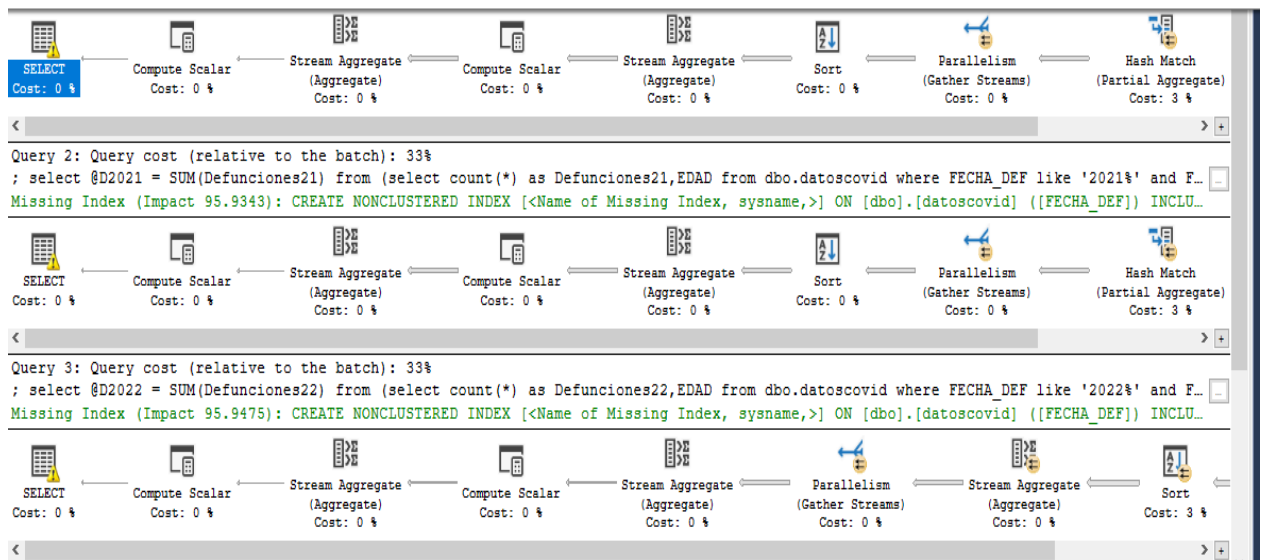 SELECT
Cost: 0 %
Compute Scalar
Cost: 0 %
Stream Aggregate
(Aggregate)
Cost: 0 %
Compute Scalar
Cost: 0 %
Stream Aggregate
(Aggregate)
Cost: 0 %
Sort
Cost: 0 %
Parallelism
(Gather Streams)
Cost: 0 %
Hash Match
(Partial Aggregate)
Cost: 3 %
Query 2: Query cost (relative to the batch): 33%
; select @D2021 = SUM(Defunciones21) from (select count(*) as Defunciones21,EDAD from dbo.datoscovid where FECHA_DEF like '2021%' and F…
Missing Index (Impact 95.9343): CREATE NONCLUSTERED INDEX [<Name of Missing Index, sysname,>] ON [dbo].[datoscovid] ([FECHA_DEF]) INCLU…
SELECT
Cost: 0 %
Compute Scalar
Cost: 0 %
Stream Aggregate
(Aggregate)
Cost: 0 %
Compute Scalar
Cost: 0 %
Stream Aggregate
(Aggregate)
Cost: 0 %
Sort
Cost: 0 %
Parallelism
(Gather Streams)
Cost: 0 %
Hash Match
(Partial Aggregate)
Cost: 3 %
Query 3: Query cost (relative to the batch): 33%
; select @D2022 = SUM(Defunciones22) from (select count(*) as Defunciones22,EDAD from dbo.datoscovid where FECHA_DEF like '2022%' and F…
Missing Index (Impact 95.9475): CREATE NONCLUSTERED INDEX [<Name of Missing Index, sysname,>] ON [dbo].[datoscovid] ([FECHA_DEF]) INCLU…
SELECT
Cost: 0 %
Compute Scalar
Cost: 0 %
Stream Aggregate
(Aggregate)
Cost: 0 %
Compute Scalar
Cost: 0 %
Stream Aggregate
(Aggregate)
Cost: 0 %
Parallelism
(Gather Streams)
Cost: 0 %
Stream Aggregate
(Aggregate)
Cost: 0 %
Sort
Cost: 3 %